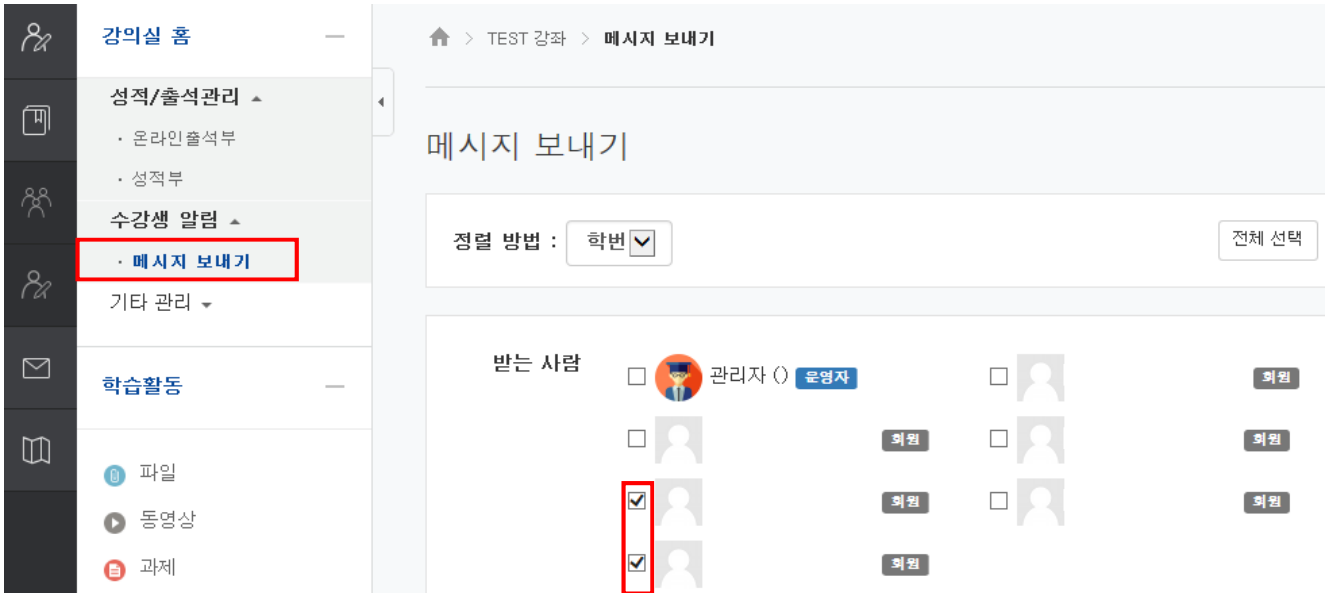 강의실 홈
성적/출석관리
· 온라인출석부
· 성적부
수강생 알림
· 메시지 보내기
기타 관리
학습활동
파일
동영상
과제
> TEST 강좌 > 메시지 보내기
메시지 보내기
정렬 방법 : 학번
전체 선택
받는 사람
관리자 () 운영자
회원
회원
회원
회원
회원
회원